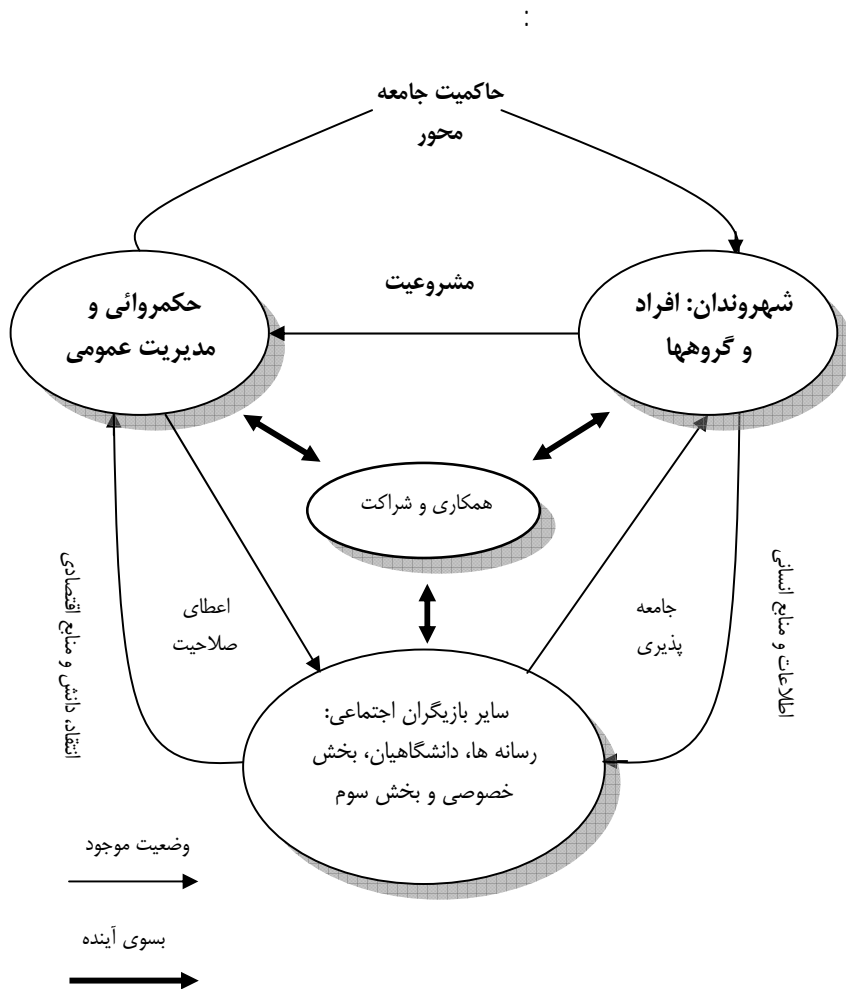 :
حاکمیت جامعه
محور
مشروعیت
شهروندان: افراد
و گروهها
حکمروائی و
مدیریت عمومی
همکاری و شراکت
اطلاعات و منابع انسانی
جامعه
پذیری
اعطای
صلاحیت
انتقاد، دانش و منابع اقتصادی
سایر بازیگران اجتماعی:
رسانه ها، دانشگاهیان، بخش
خصوصی و بخش سوم
وضعیت موجود
بسوی آینده